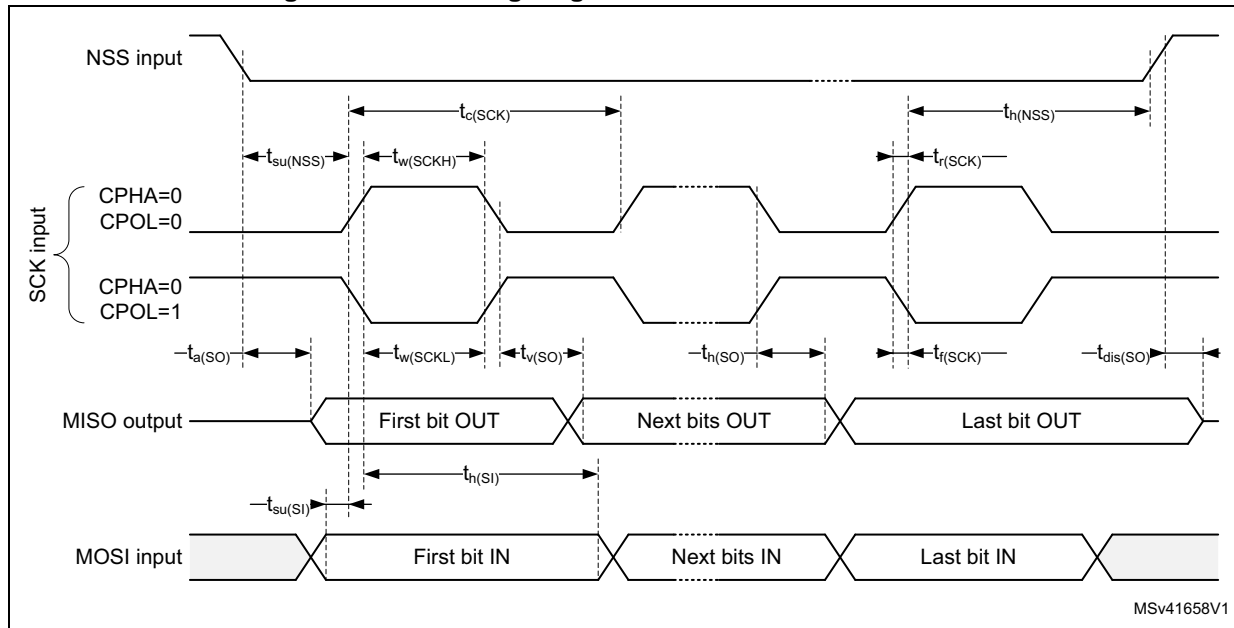 NSS input
tc(SCK)
th(NSS)
tsu(NSS)
tw(SCKH)
tr(SCK)
SCK input
CPHA=0
CPOL=0
CPHA=0
CPOL=1
ta(SO)
tw(SCKL)
tv(SO)
th(SO)
tf(SCK)
tdis(SO)
MISO output
First bit OUT
Next bits OUT
Last bit OUT
th(SI)
tsu(SI)
MOSI input
First bit IN
Next bits IN
Last bit IN
MSv41658V1